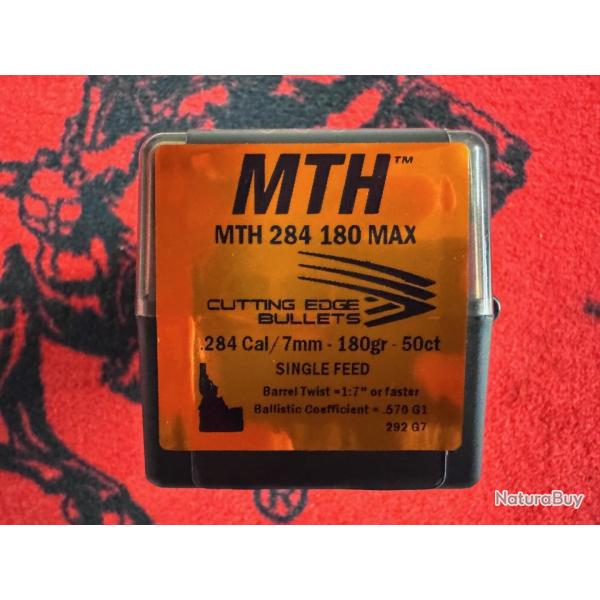 MTH™
MTH 284 180 MAX
CUTTING EDGE
BULLETS
.284 Cal/7mm - 180gr - 50ct
SINGLE FEED
Barrel Twist =1:7" or faster
Ballistic Coefficient = .570 G1
.292 G7
NaturaBuy